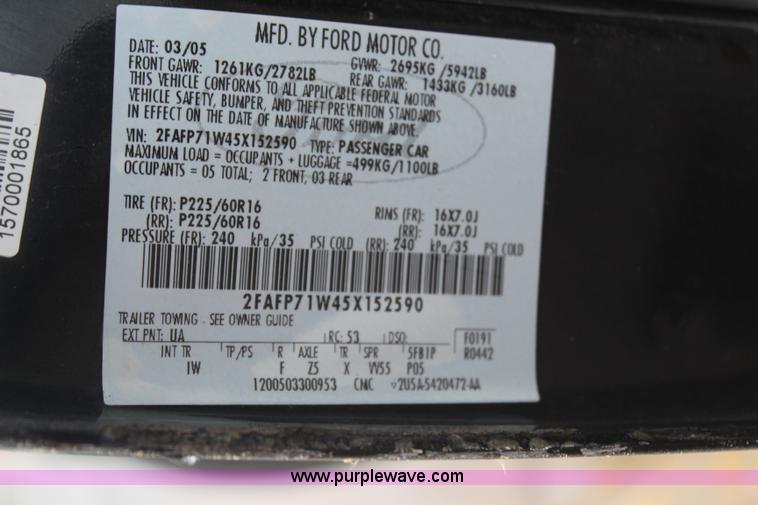 MFD. BY FORD MOTOR CO.
DATE: 03/05 GVWR: 2695KG /5942LB
FRONT GAWR: 1261KG/2782LB REAR GAWR: 1433KG /3160LB
THIS VEHICLE CONFORMS TO ALL APPLICABLE FEDERAL MOTOR
VEHICLE SAFETY, BUMPER, AND THEFT PREVENTION STANDARDS
IN EFFECT ON THE DATE OF MANUFACTURE SHOWN ABOVE.
VIN: 2FAFP71W45X152590 TYPE: PASSENGER CAR
MAXIMUM LOAD = OCCUPANTS + LUGGAGE =499KG/1100LB
OCCUPANTS = 05 TOTAL; 2 FRONT, 03 REAR
TIRE (FR): P225/60R16 RIMS (FR): 16X7.0J
(RR): P225/60R16 (RR): 16X7.0J
PRESSURE (FR): 240 kPa/35 PSI COLD (RR): 240 kPa/35 PSI COLD
2FAFP71W45X152590
TRAILER TOWING - SEE OWNER GUIDE
EXT PNT: UA RC: 53 DSO: F0191
INT TR TP/PS R AXLE TR SPR SFB1P R0442
IW F Z5 X VV55 P05
1200503300953 CNC 2U5A-5420472-AA
1570001865
www.purplewave.com